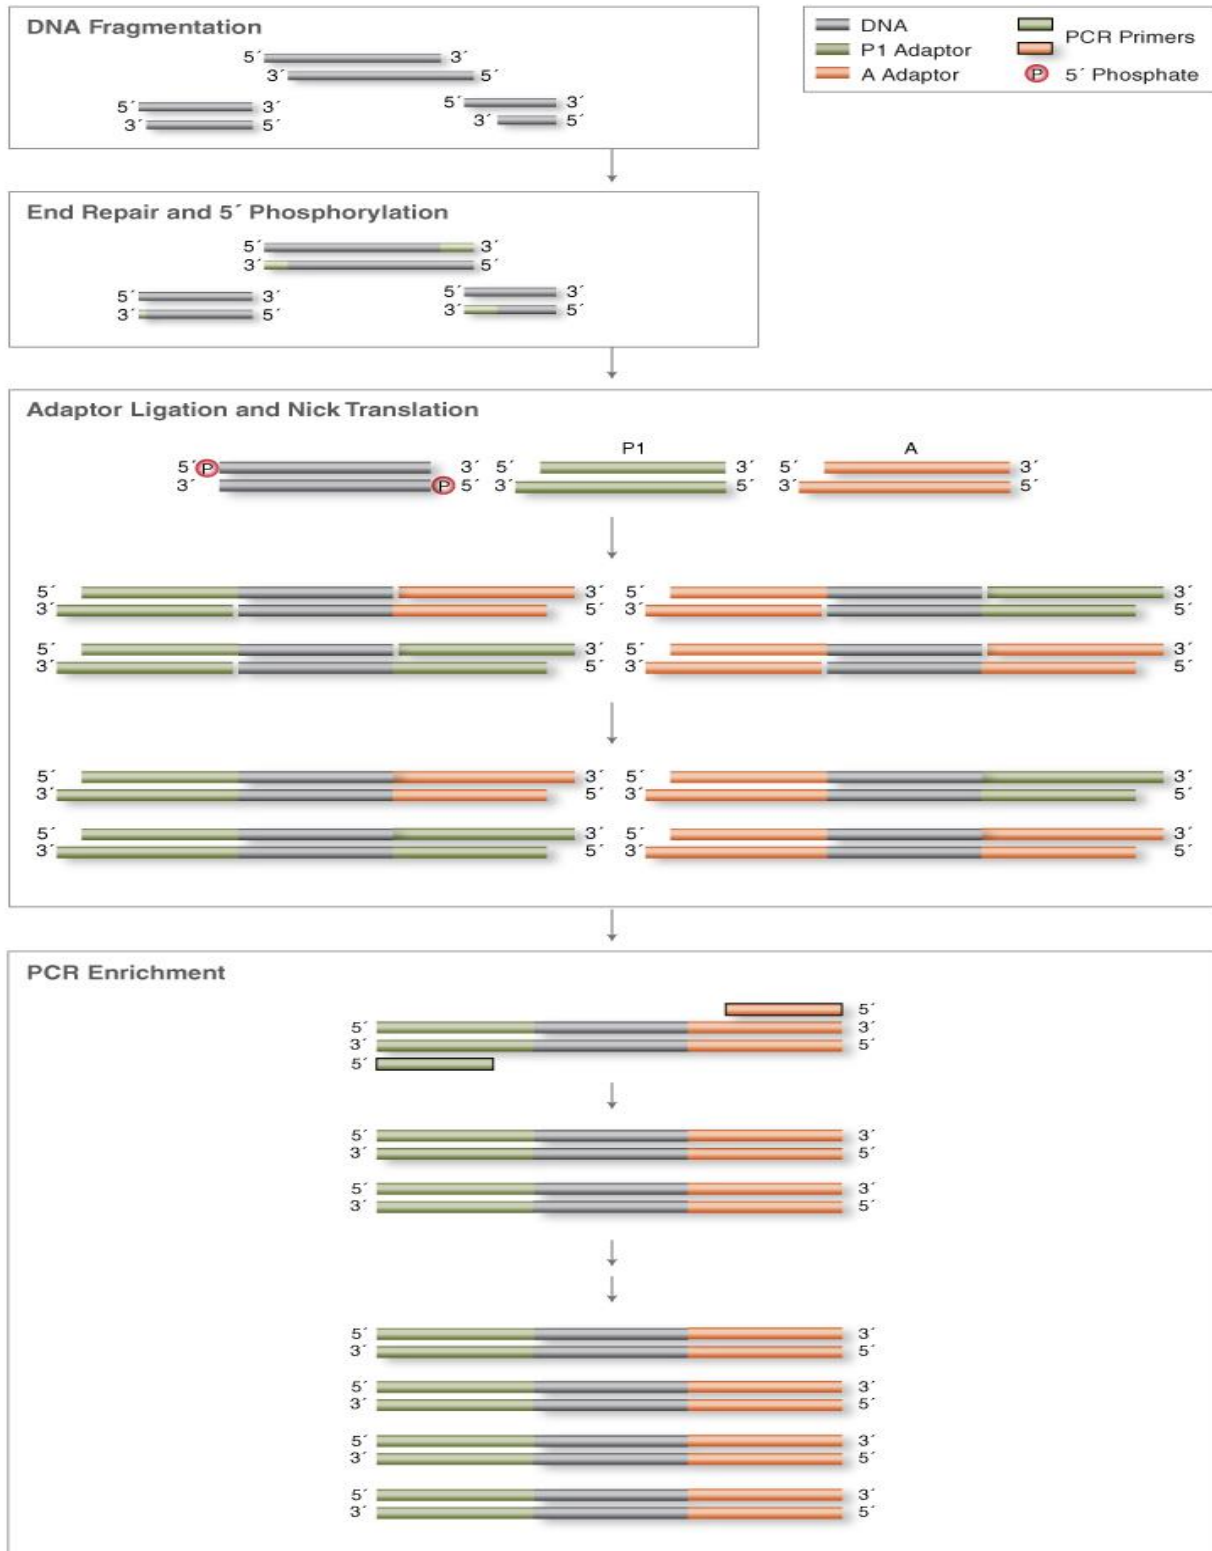 DNA Fragmentation
5´ 3´
3´ 5´
5´ 3´
3´ 5´
5´ 3´
3´ 5´
DNA
P1 Adaptor
A Adaptor
PCR Primers
P 5´ Phosphate
End Repair and 5´ Phosphorylation
5´ 3´
3´ 5´
5´ 3´
3´ 5´
5´ 3´
3´ 5´
Adaptor Ligation and Nick Translation
P1 A
5´ P 3´ 5´ 3´ 5´ 3´
3´ P 5´ 3´ 5´ 3´ 5´
5´ 3´ 5´ 3´
3´ 5´ 3´ 5´
5´ 3´ 5´ 3´
3´ 5´ 3´ 5´
5´ 3´ 5´ 3´
3´ 5´ 3´ 5´
5´ 3´ 5´ 3´
3´ 5´ 3´ 5´
PCR Enrichment
5´
5´ 3´
3´ 5´
5´
5´ 3´
3´ 5´
5´ 3´
3´ 5´
5´ 3´
3´ 5´
5´ 3´
3´ 5´
5´ 3´
3´ 5´
5´ 3´
3´ 5´